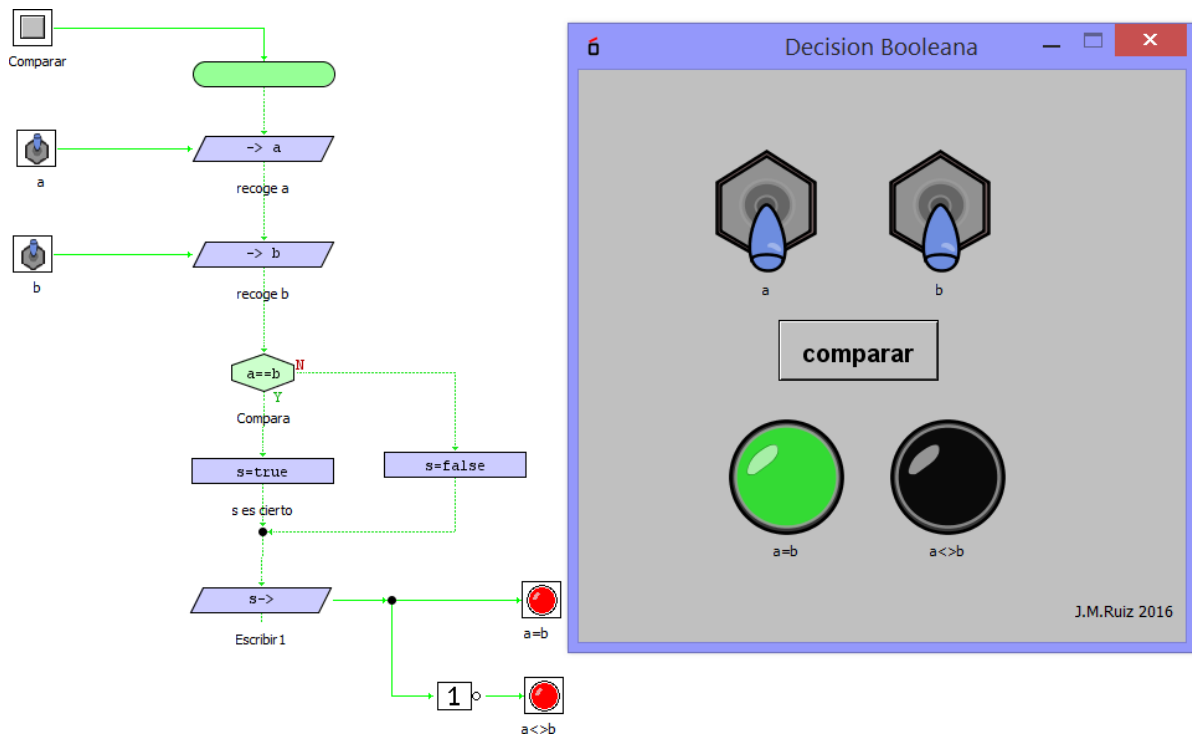 Comparar
-> a
a
recoge a
-> b
b
recoge b
a==b
N
Y
Compara
s=true
s=false
s es cierto
s->
Escribir1
a=b
1
a<>b
Decision Booleana
a
b
comparar
a=b
a<>b
J.M.Ruiz 2016